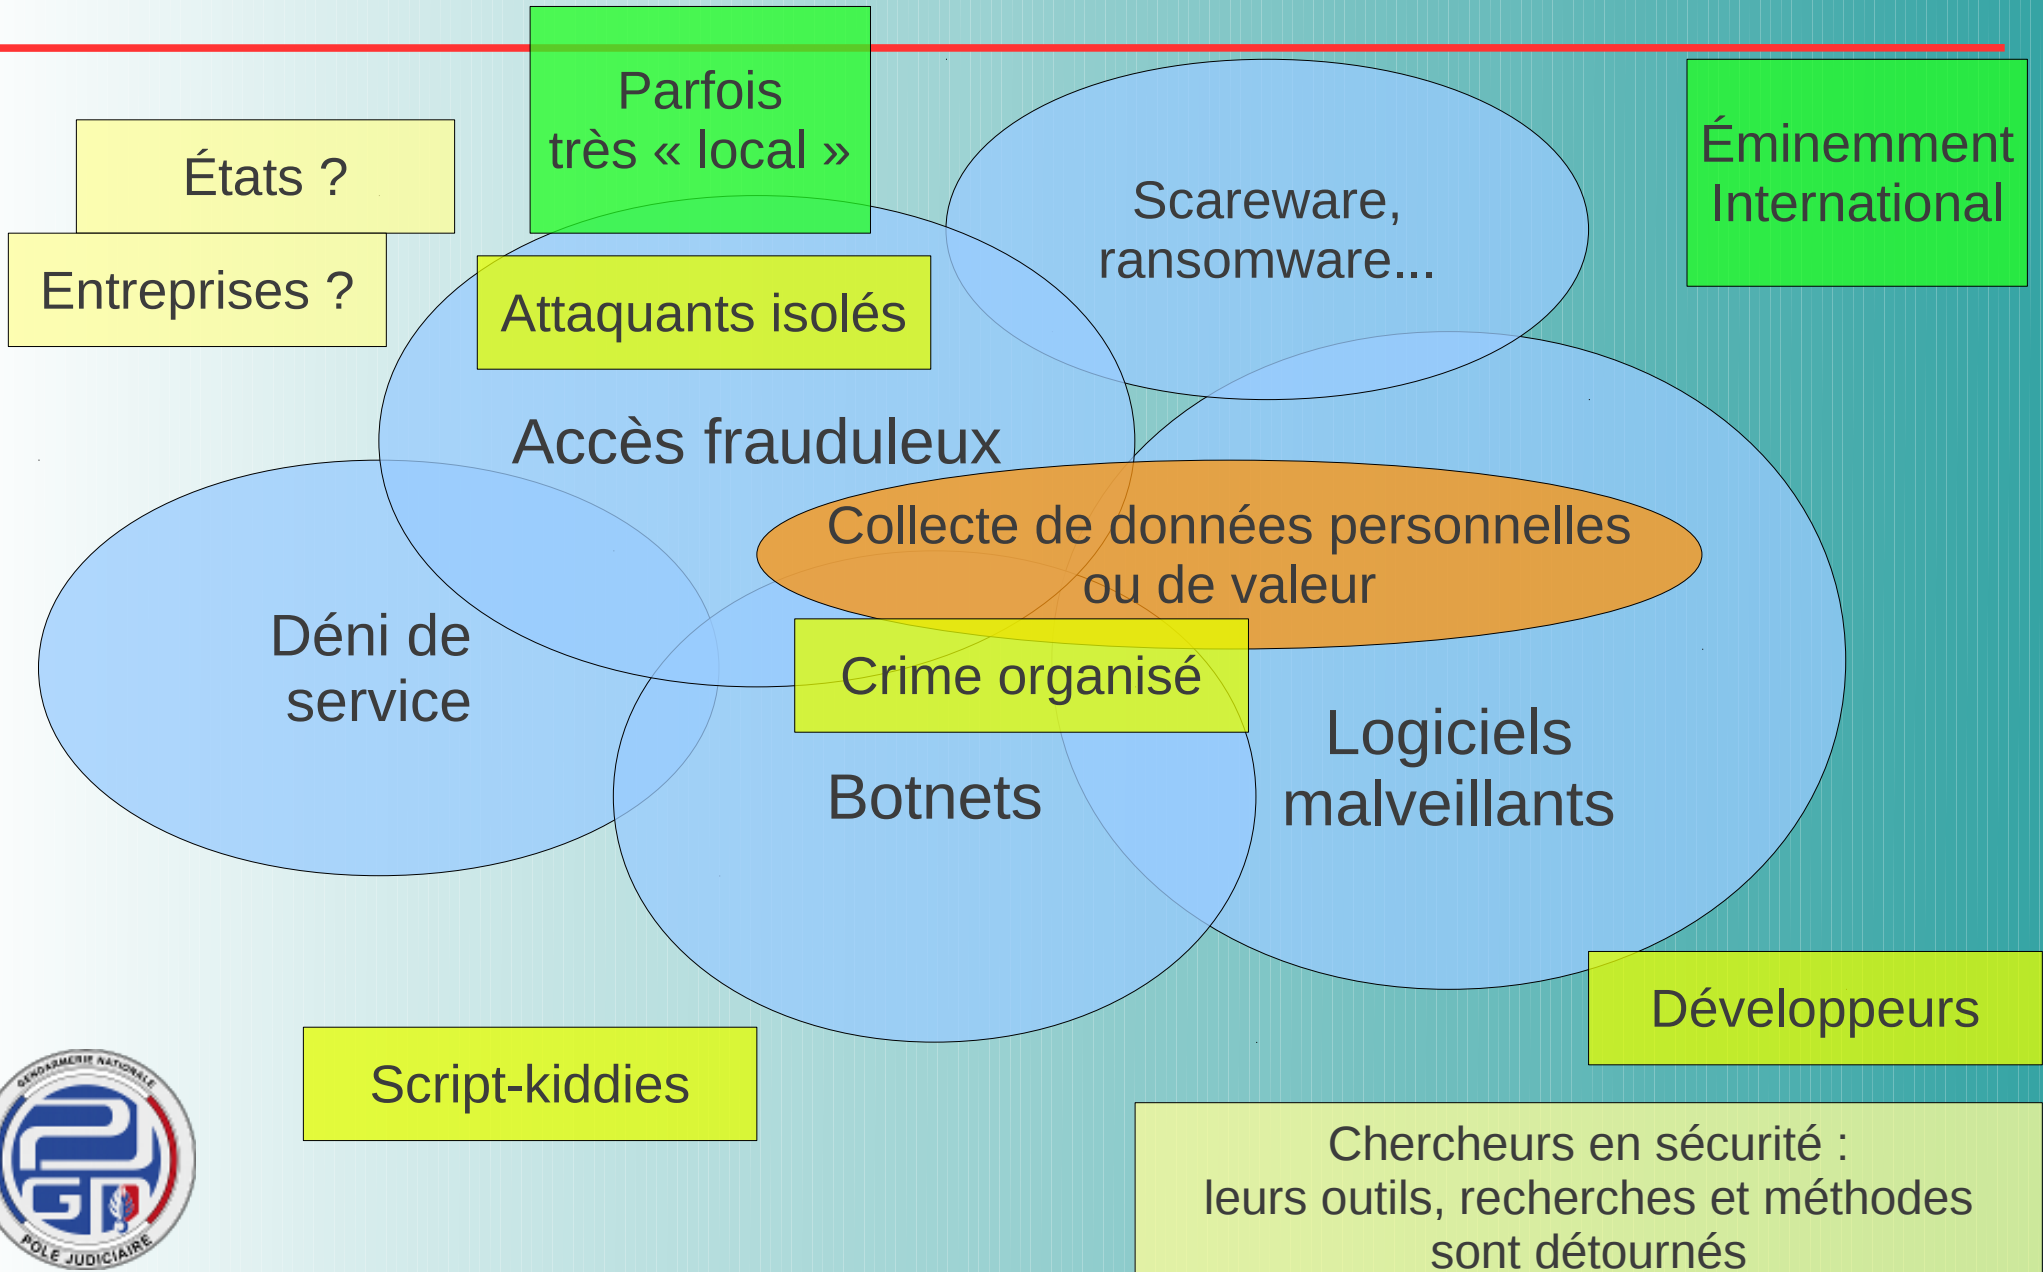 Parfois
très « local »
Éminemment
International
États ?
Entreprises ?
Scareware,
ransomware...
Attaquants isolés
Accès frauduleux
Collecte de données personnelles
ou de valeur
Déni de
service
Crime organisé
Logiciels
malveillants
Botnets
Développeurs
Script-kiddies
Chercheurs en sécurité :
leurs outils, recherches et méthodes
sont détournés
GENDARMERIE NATIONALE
PJGN
POLE JUDICIAIRE